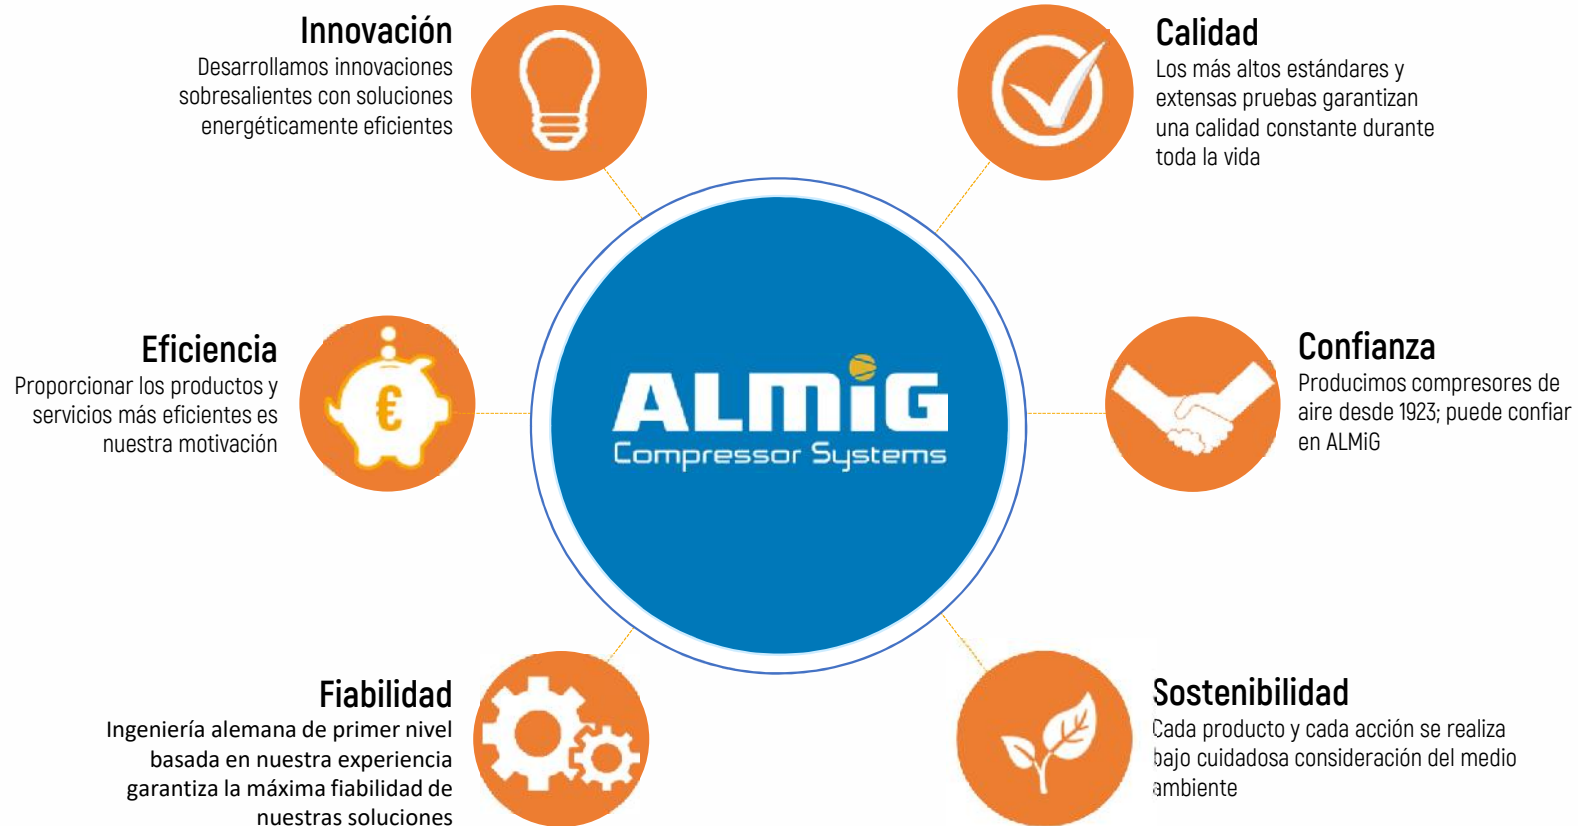 Innovación
Desarrollamos innovaciones
sobresalientes con soluciones
energéticamente eficientes
Calidad
Los más altos estándares y
extensas pruebas garantizan
una calidad constante durante
toda la vida
Eficiencia
Proporcionar los productos y
servicios más eficientes es
nuestra motivación
€
ALMiG
Compressor Systems
Confianza
Producimos compresores de
aire desde 1923; puede confiar
en ALMiG
Fiabilidad
Ingeniería alemana de primer nivel
basada en nuestra experiencia
garantiza la máxima fiabilidad de
nuestras soluciones
Sostenibilidad
Cada producto y cada acción se realiza
bajo cuidadosa consideración del medio
ambiente